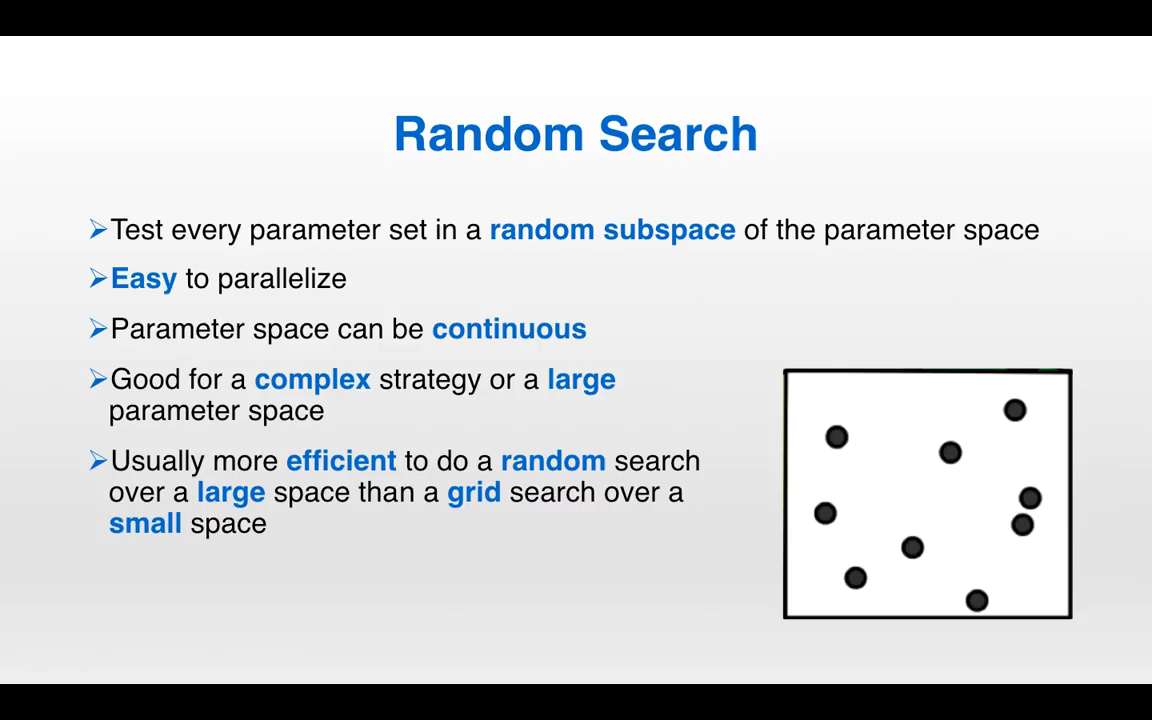 Random Search
➢Test every parameter set in a random subspace of the parameter space
➢Easy to parallelize
➢Parameter space can be continuous
➢Good for a complex strategy or a large
parameter space
➢Usually more efficient to do a random search
over a large space than a grid search over a
small space